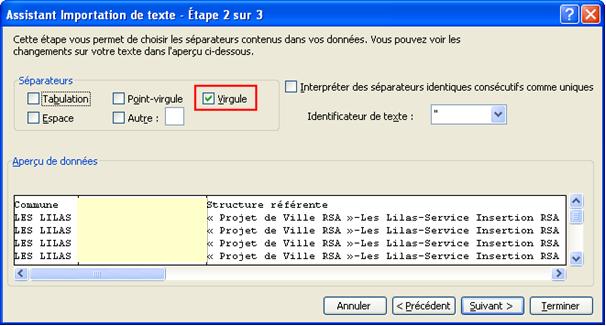 Assistant Importation de texte - Étape 2 sur 3
Cette étape vous permet de choisir les séparateurs contenus dans vos données. Vous pouvez voir les
changements sur votre texte dans l'aperçu ci-dessous.
Séparateurs
Tabulation Point-virgule Virgule
Espace Autre :
Interpréter des séparateurs identiques consécutifs comme uniques
Identificateur de texte : "
Aperçu de données
Commune Structure référente
LES LILAS « Projet de Ville RSA »-Les Lilas-Service Insertion RSA
LES LILAS « Projet de Ville RSA »-Les Lilas-Service Insertion RSA
LES LILAS « Projet de Ville RSA »-Les Lilas-Service Insertion RSA
LES LILAS « Projet de Ville RSA »-Les Lilas-Service Insertion RSA
Annuler < Précédent Suivant > Terminer